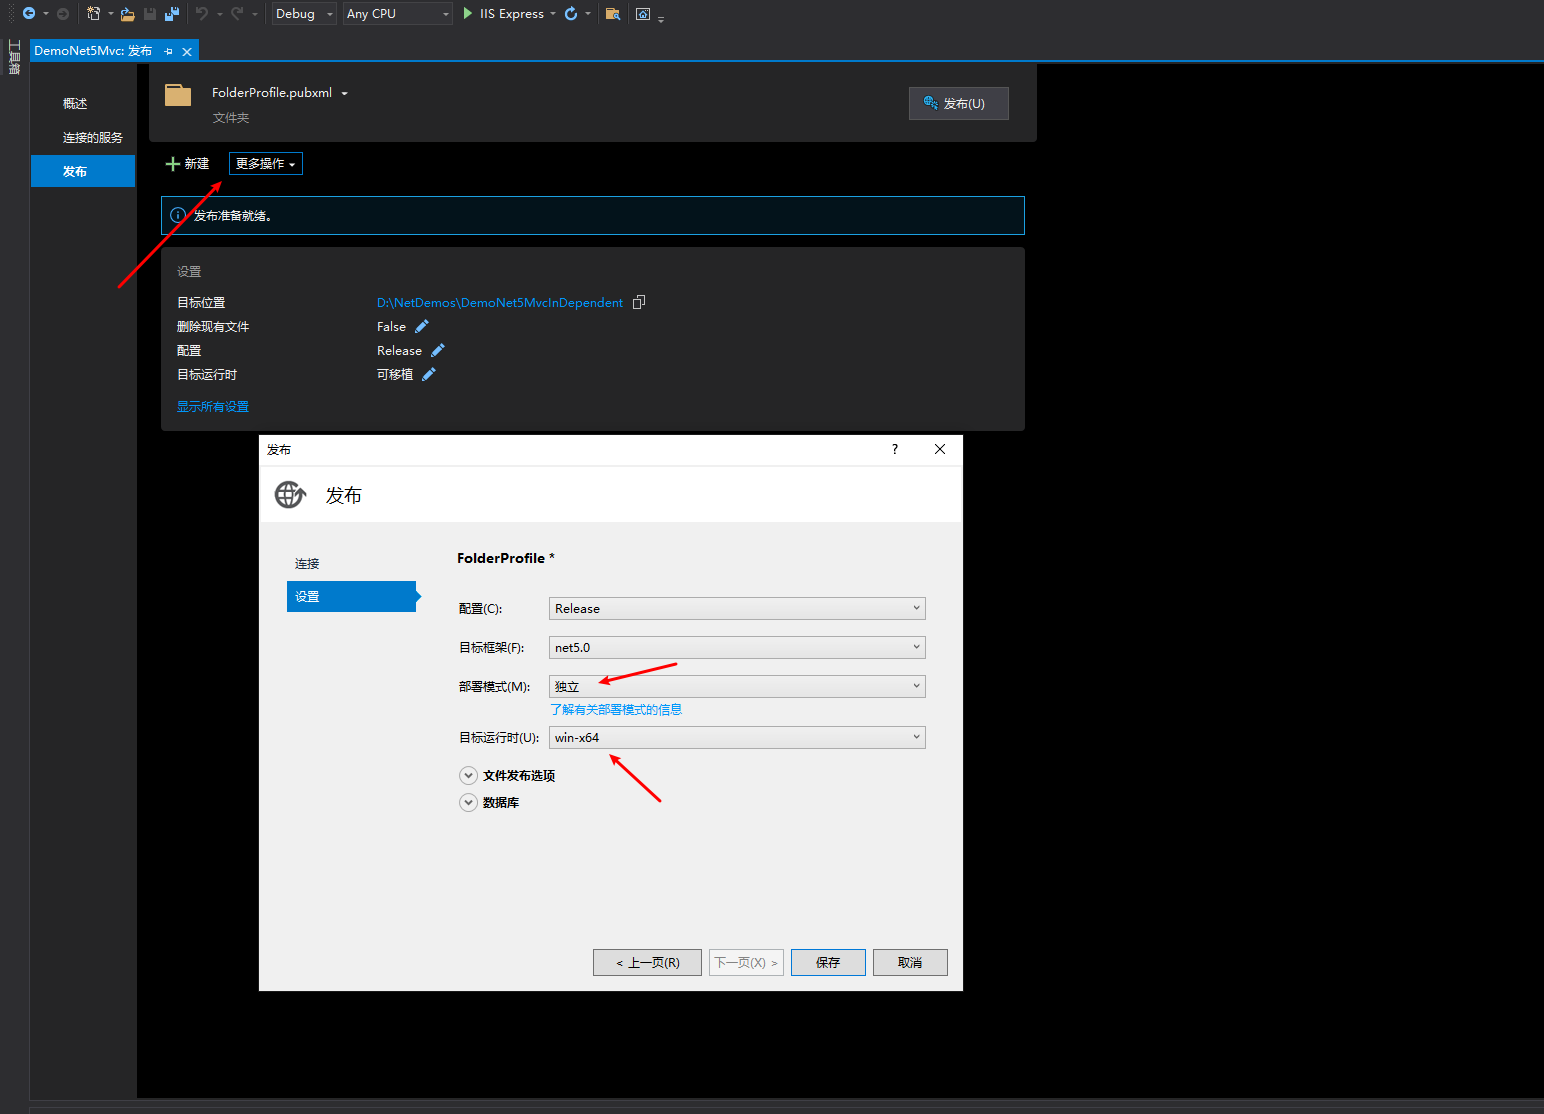 Debug
Any CPU
IIS Express
工具箱
DemoNet5Mvc: 发布
概述
连接的服务
发布
FolderProfile.pubxml
文件夹
发布(U)
新建
更多操作
发布准备就绪。
设置
目标位置 D:\NetDemos\DemoNet5MvcInDependent
删除现有文件 False
配置 Release
目标运行时 可移植
显示所有设置
发布 ?
发布
连接
设置
FolderProfile *
配置(C): Release
目标框架(F): net5.0
部署模式(M): 独立
了解有关部署模式的信息
目标运行时(U): win-x64
文件发布选项
数据库
< 上一页(R) 下一页(X) > 保存 取消